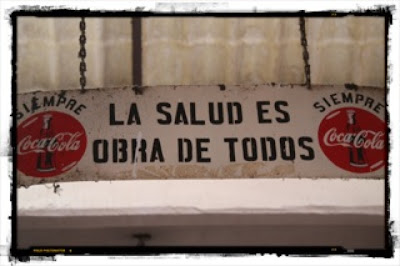 SIEMPRE
Coca-Cola
LA SALUD ES
OBRA DE TODOS
SIEMPRE
Coca-Cola